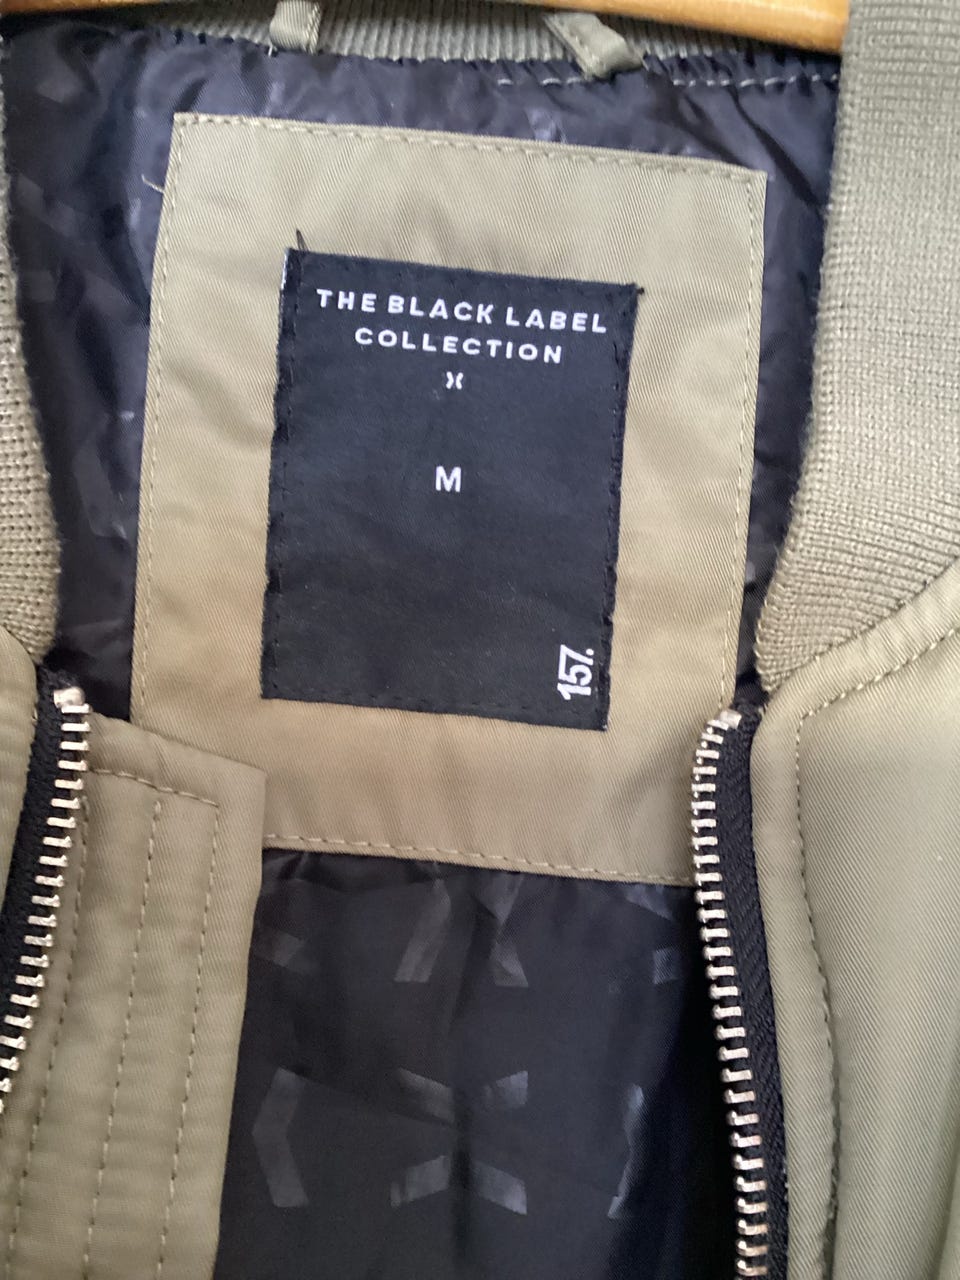 THE BLACK LABEL
COLLECTION
M
157.